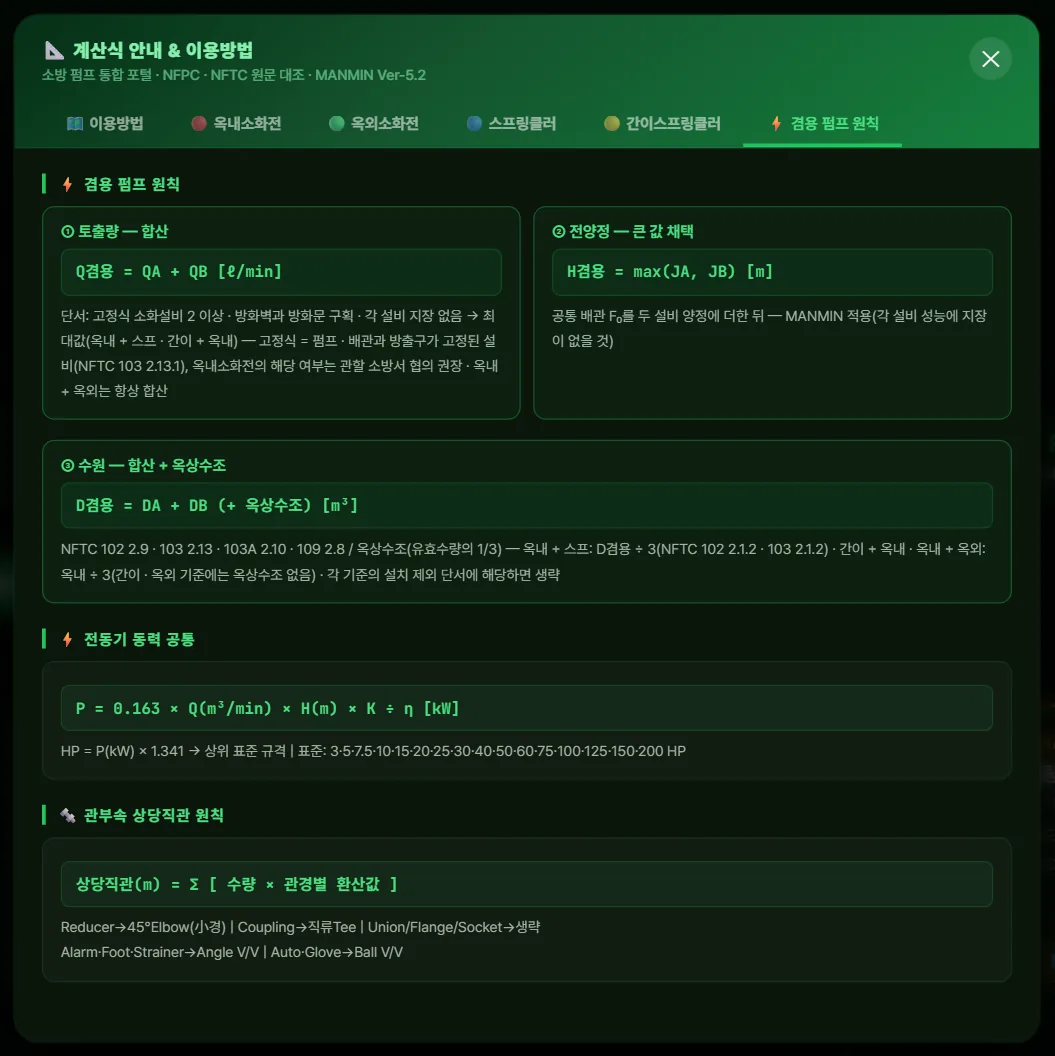 계산식 안내 & 이용방법
소방 펌프 통합 포털 · NFPC · NFTC 원문 대조 · MANMIN Ver-5.2
이용방법 옥내소화전 옥외소화전 스프링클러 간이스프링클러 겸용 펌프 원칙
겸용 펌프 원칙
① 토출량 — 합산
Q겸용 = QA + QB [ℓ/min]
단서: 고정식 소화설비 2 이상 · 방화벽과 방화문 구획 · 각 설비 지장 없음 → 최
대값(옥내 + 스프 · 간이 + 옥내) — 고정식 = 펌프 · 배관과 방출구가 고정된 설
비(NFTC 103 2.13.1), 옥내소화전의 해당 여부는 관할 소방서 협의 권장 · 옥내
+ 옥외는 항상 합산
② 전양정 — 큰 값 채택
H겸용 = max(JA, JB) [m]
공통 배관 F₀를 두 설비 양정에 더한 뒤 — MANMIN 적용(각 설비 성능에 지장
이 없을 것)
③ 수원 — 합산 + 옥상수조
D겸용 = DA + DB (+ 옥상수조) [m³]
NFTC 102 2.9 · 103 2.13 · 103A 2.10 · 109 2.8 / 옥상수조(유효수량의 1/3) — 옥내 + 스프: D겸용 ÷ 3(NFTC 102 2.1.2 · 103 2.1.2) · 간이 + 옥내 · 옥내 + 옥외:
옥내 ÷ 3(간이 · 옥외 기준에는 옥상수조 없음) · 각 기준의 설치 제외 단서에 해당하면 생략
전동기 동력 공통
P = 0.163 × Q(m³/min) × H(m) × K ÷ η [kW]
HP = P(kW) × 1.341 → 상위 표준 규격 | 표준: 3·5·7.5·10·15·20·25·30·40·50·60·75·100·125·150·200 HP
관부속 상당직관 원칙
상당직관(m) = Σ [ 수량 × 관경별 환산값 ]
Reducer→45°Elbow(小경) | Coupling→직류Tee | Union/Flange/Socket→생략
Alarm·Foot·Strainer→Angle V/V | Auto·Glove→Ball V/V